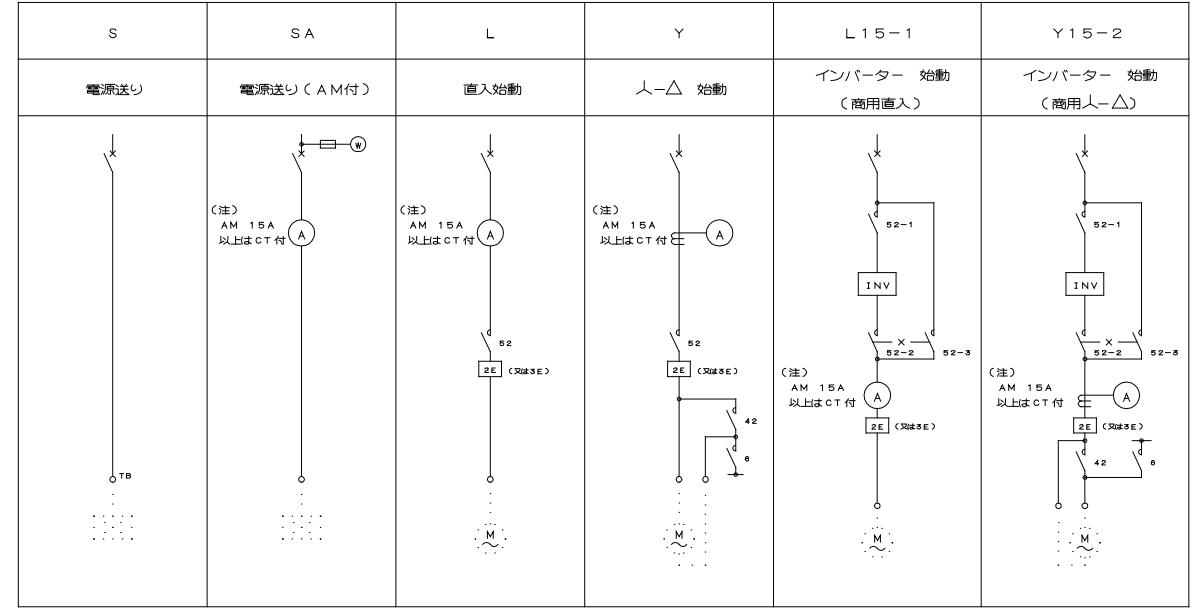 S
SA
L
Y
L15-1
Y15-2
電源送り
電源送り(AM付)
直入始動
人-△ 始動
インバーター 始動
(商用直入)
インバーター 始動
(商用人-△)
TB
W
(注)
AM 15A
以上はCT付
A
(注)
AM 15A
以上はCT付
A
52
2E
(又は3E)
M
(注)
AM 15A
以上はCT付
A
52
2E
(又は3E)
42
6
M
52-1
INV
52-2
52-3
(注)
AM 15A
以上はCT付
A
2E
(又は3E)
M
52-1
INV
52-2
52-3
(注)
AM 15A
以上はCT付
A
2E
(又は3E)
42
6
M